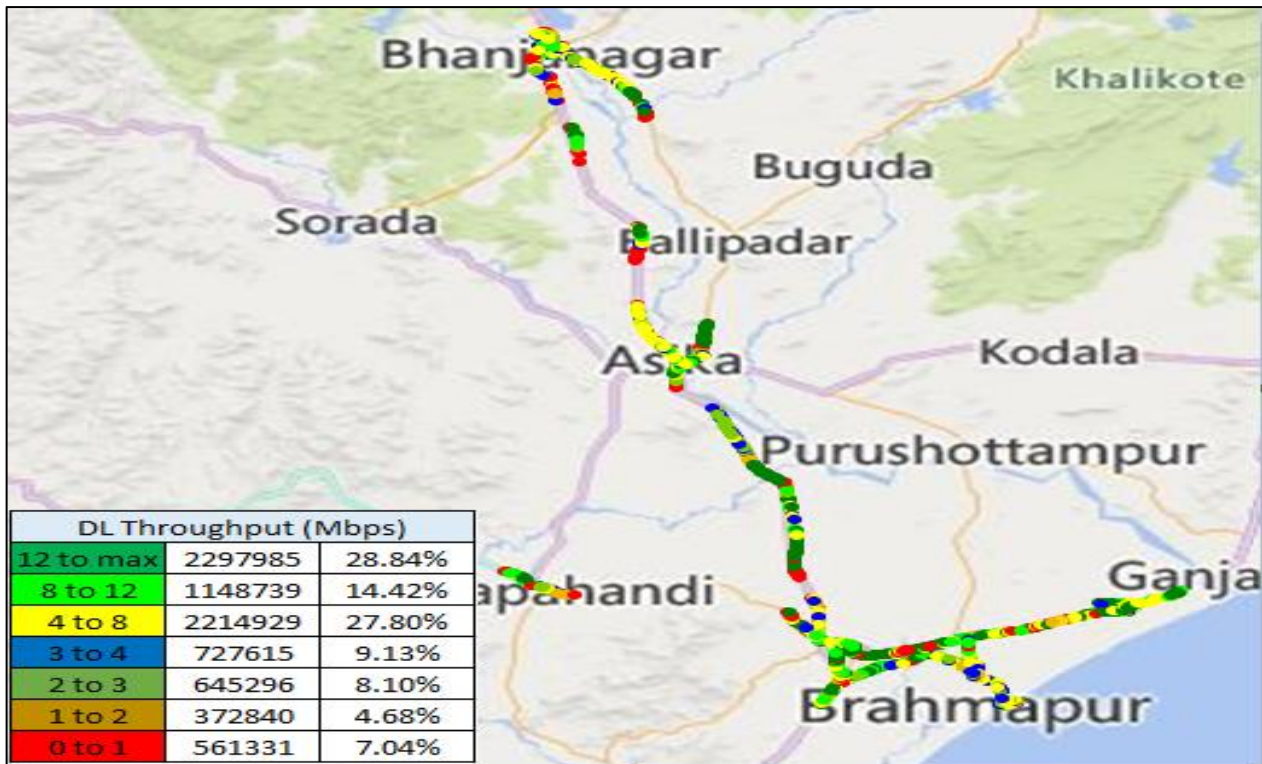 Bhanjanagar
Khalikote
Buguda
Sorada
Ballipadar
Asika
Kodala
Purushottampur
apahandi
Ganja
Brahmapur
DL Throughput (Mbps)
12 to max 2297985 28.84%
8 to 12 1148739 14.42%
4 to 8 2214929 27.80%
3 to 4 727615 9.13%
2 to 3 645296 8.10%
1 to 2 372840 4.68%
0 to 1 561331 7.04%